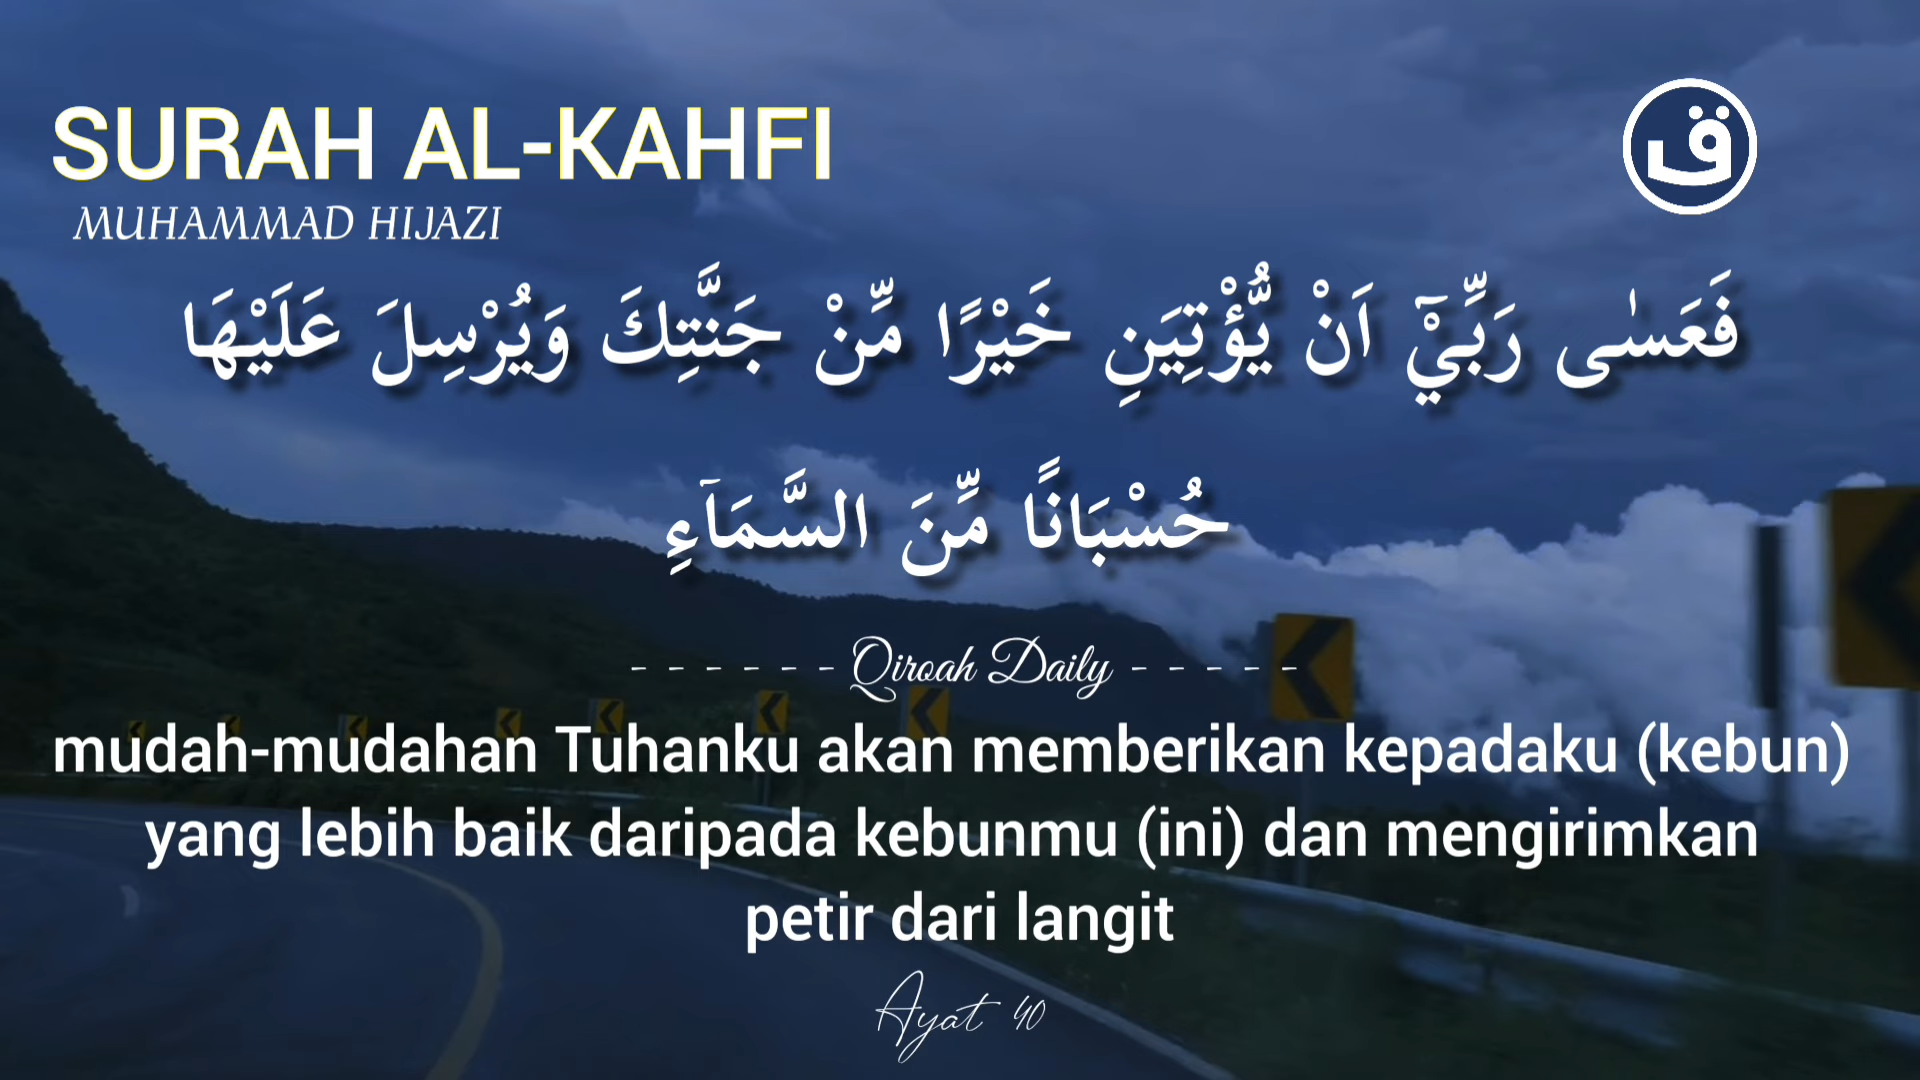 SURAH AL-KAHFI
MUHAMMAD HIJAZI
ق
فَعَسٰى رَبِّيْٓ اَنْ يُّؤْتِيَنِ خَيْرًا مِّنْ جَنَّتِكَ وَيُرْسِلَ عَلَيْهَا
حُسْبَانًا مِّنَ السَّمَآءِ
- - - - - - Qiroah Daily - - - - -
mudah-mudahan Tuhanku akan memberikan kepadaku (kebun)
yang lebih baik daripada kebunmu (ini) dan mengirimkan
petir dari langit
Ayat 40